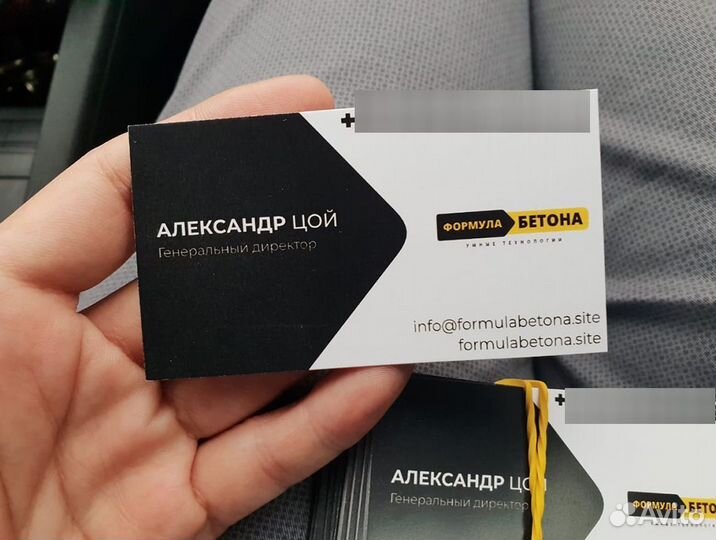 +
АЛЕКСАНДР ЦОЙ
Генеральный директор
ФОРМУЛА БЕТОНА
УМНЫЕ ТЕХНОЛОГИИ
info@formulabetona.site
formulabetona.site
+
АЛЕКСАНДР ЦОЙ
Генеральный директор
ФОРМУЛА БЕТО
Avito